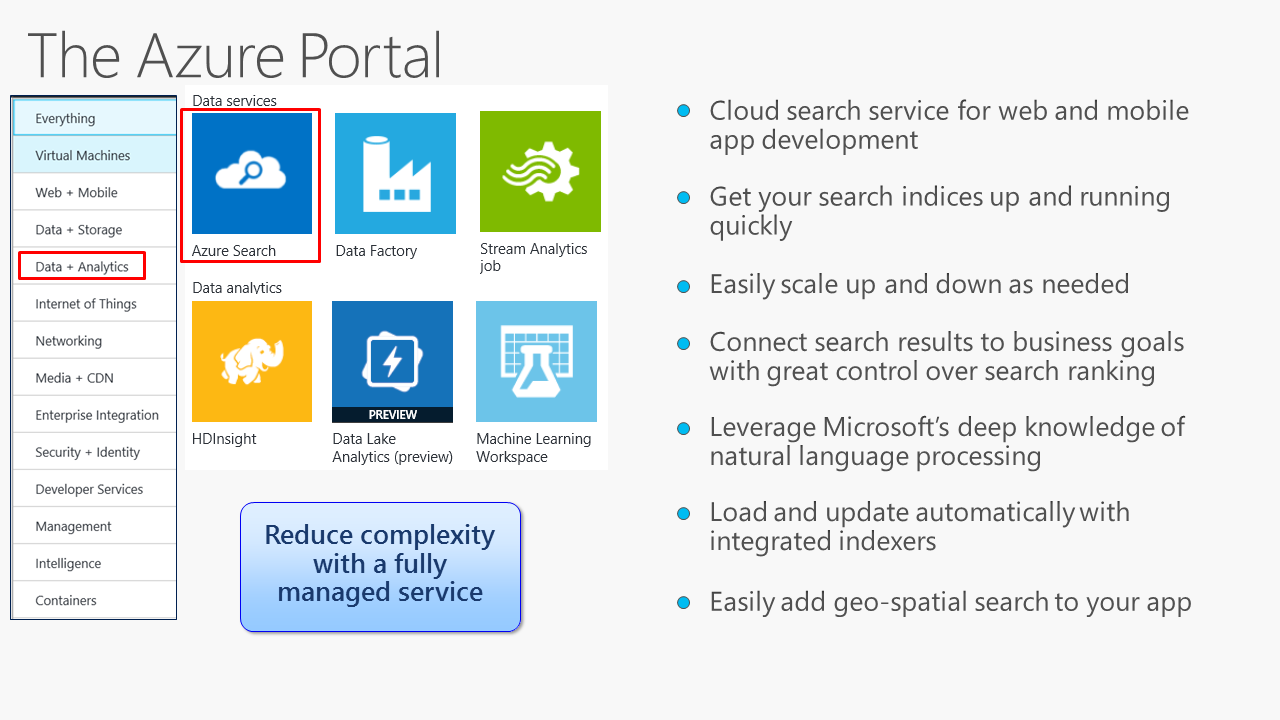 The Azure Portal
Everything
Virtual Machines
Web + Mobile
Data + Storage
Data + Analytics
Internet of Things
Networking
Media + CDN
Enterprise Integration
Security + Identity
Developer Services
Management
Intelligence
Containers
Data services
Azure Search
Data Factory
Stream Analytics
job
Data analytics
HDInsight
PREVIEW
Data Lake
Analytics (preview)
Machine Learning
Workspace
Reduce complexity
with a fully
managed service
Cloud search service for web and mobile
app development
Get your search indices up and running
quickly
Easily scale up and down as needed
Connect search results to business goals
with great control over search ranking
Leverage Microsoft’s deep knowledge of
natural language processing
Load and update automatically with
integrated indexers
Easily add geo-spatial search to your app